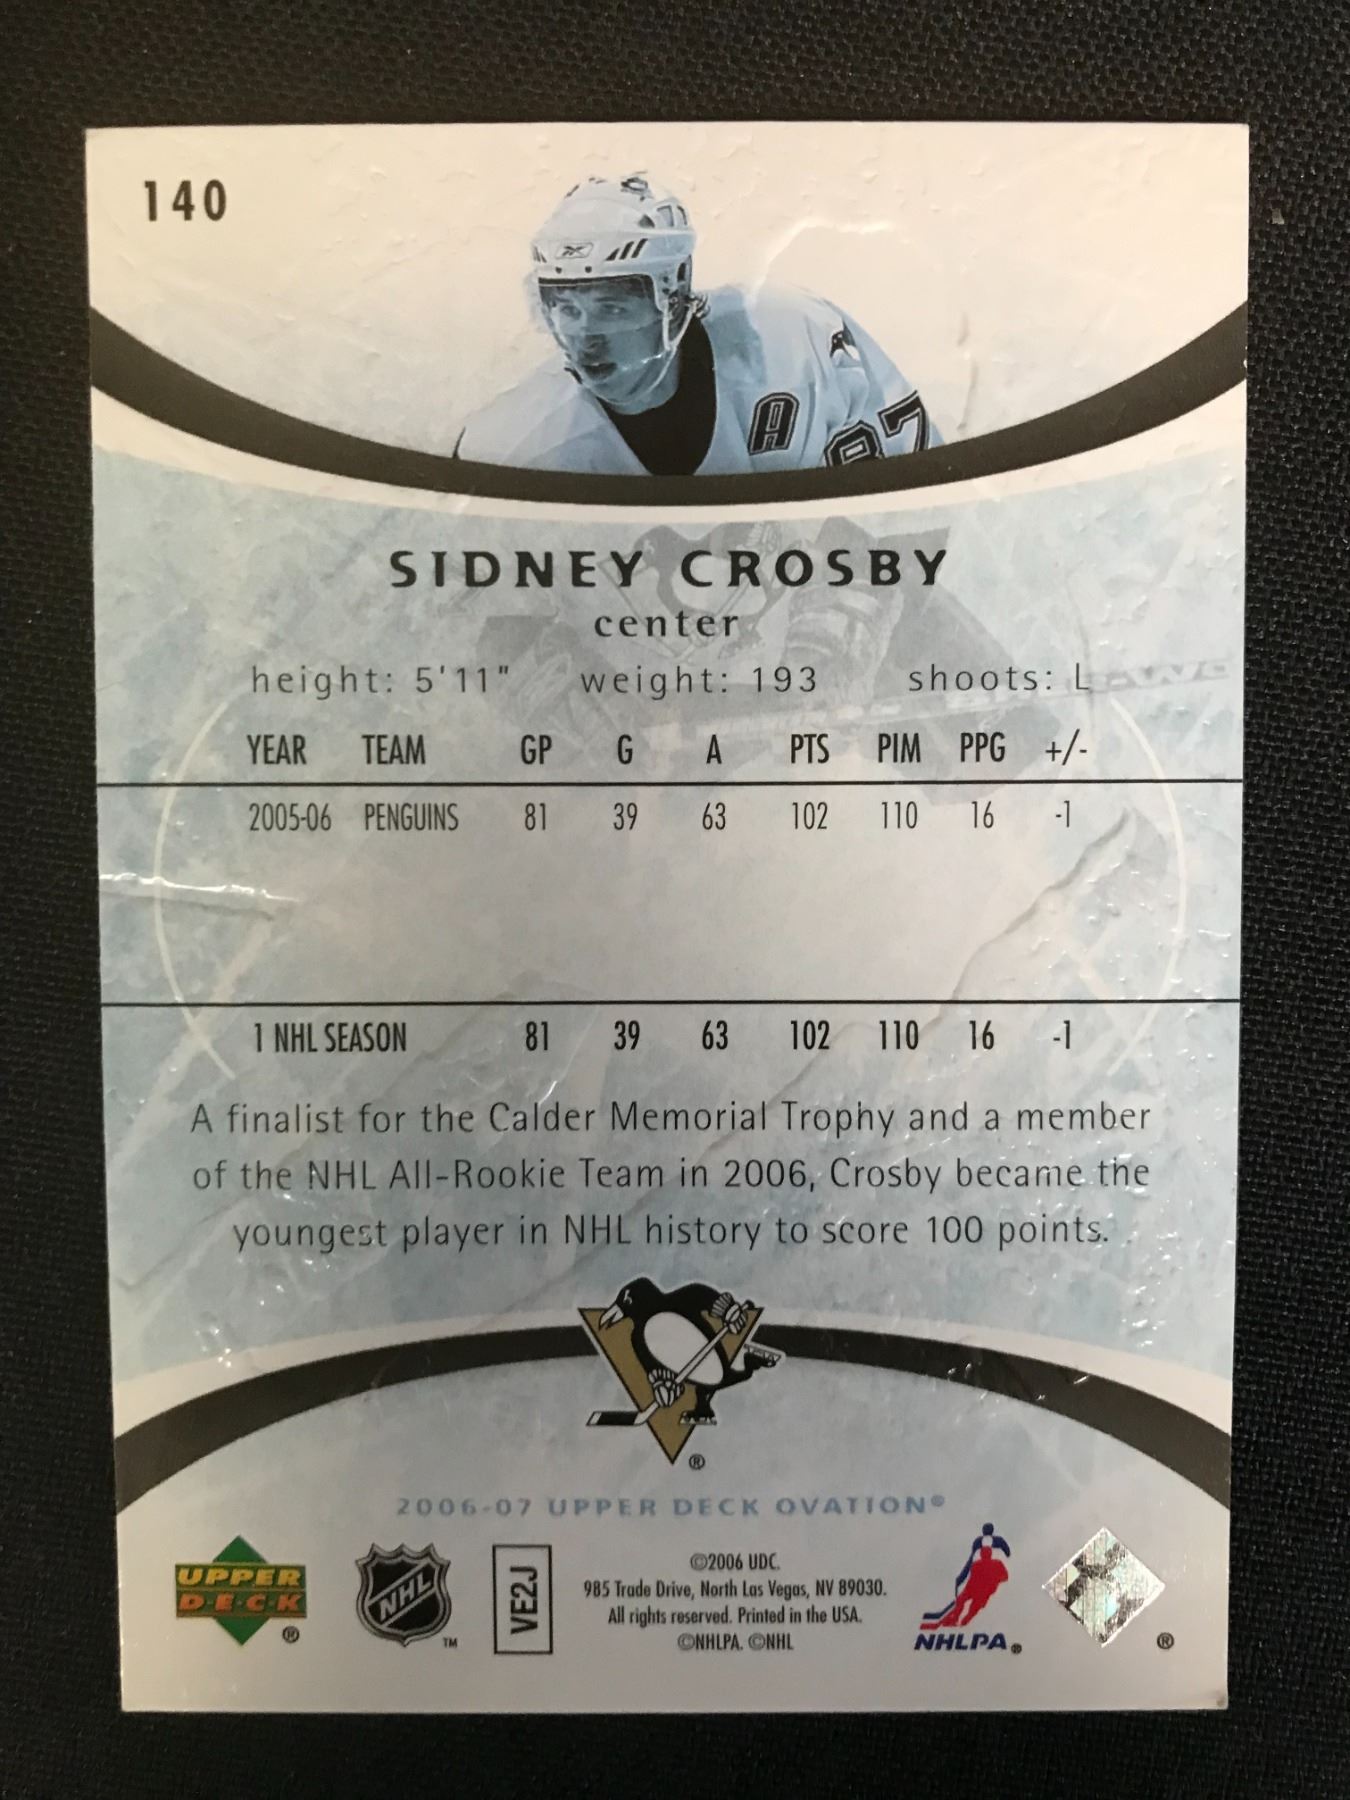 140
A
87
SIDNEY CROSBY
center
height: 5'11" weight: 193 shoots: L
YEAR TEAM GP G A PTS PIM PPG +/-
2005-06 PENGUINS 81 39 63 102 110 16 -1
1 NHL SEASON 81 39 63 102 110 16 -1
A finalist for the Calder Memorial Trophy and a member
of the NHL All-Rookie Team in 2006, Crosby became the
youngest player in NHL history to score 100 points.
®
2006-07 UPPER DECK OVATION®
UPPER
DECK
®
NHL
™
VE2J
©2006 UDC.
985 Trade Drive, North Las Vegas, NV 89030.
All rights reserved. Printed in the USA.
©NHLPA. ©NHL
NHLPA®
®